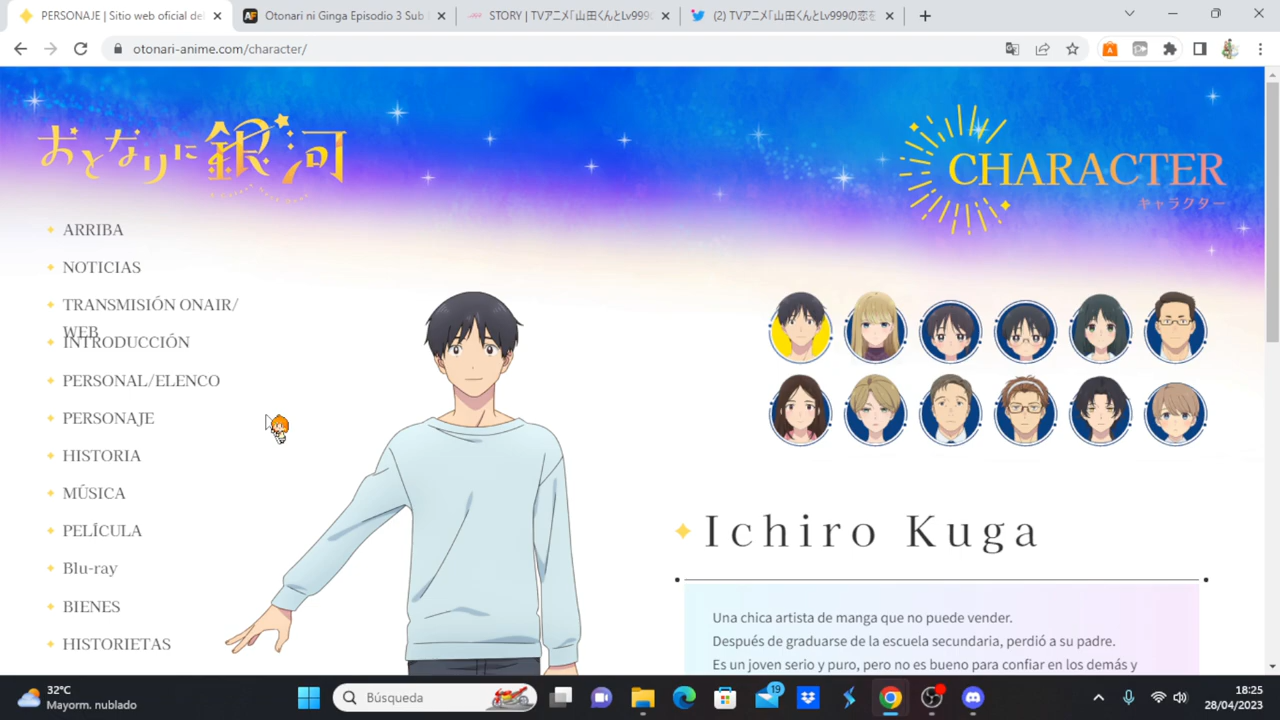 PERSONAJE | Sitio web oficial del
Otonari ni Ginga Episodio 3 Sub
STORY | TVアニメ「山田くんとLv999の
(2) TVアニメ「山田くんとLv999の恋を
otonari-anime.com/character/
おとなりに銀河
CHARACTER
キャラクター
ARRIBA
NOTICIAS
TRANSMISIÓN ONAIR/
WEB
INTRODUCCIÓN
PERSONAL/ELENCO
PERSONAJE
HISTORIA
MÚSICA
PELÍCULA
Blu-ray
BIENES
HISTORIETAS
Ichiro Kuga
Una chica artista de manga que no puede vender.
Después de graduarse de la escuela secundaria, perdió a su padre.
Es un joven serio y puro, pero no es bueno para confiar en los demás y
32°C
Mayorm. nublado
Búsqueda
19
18:25
28/04/2023